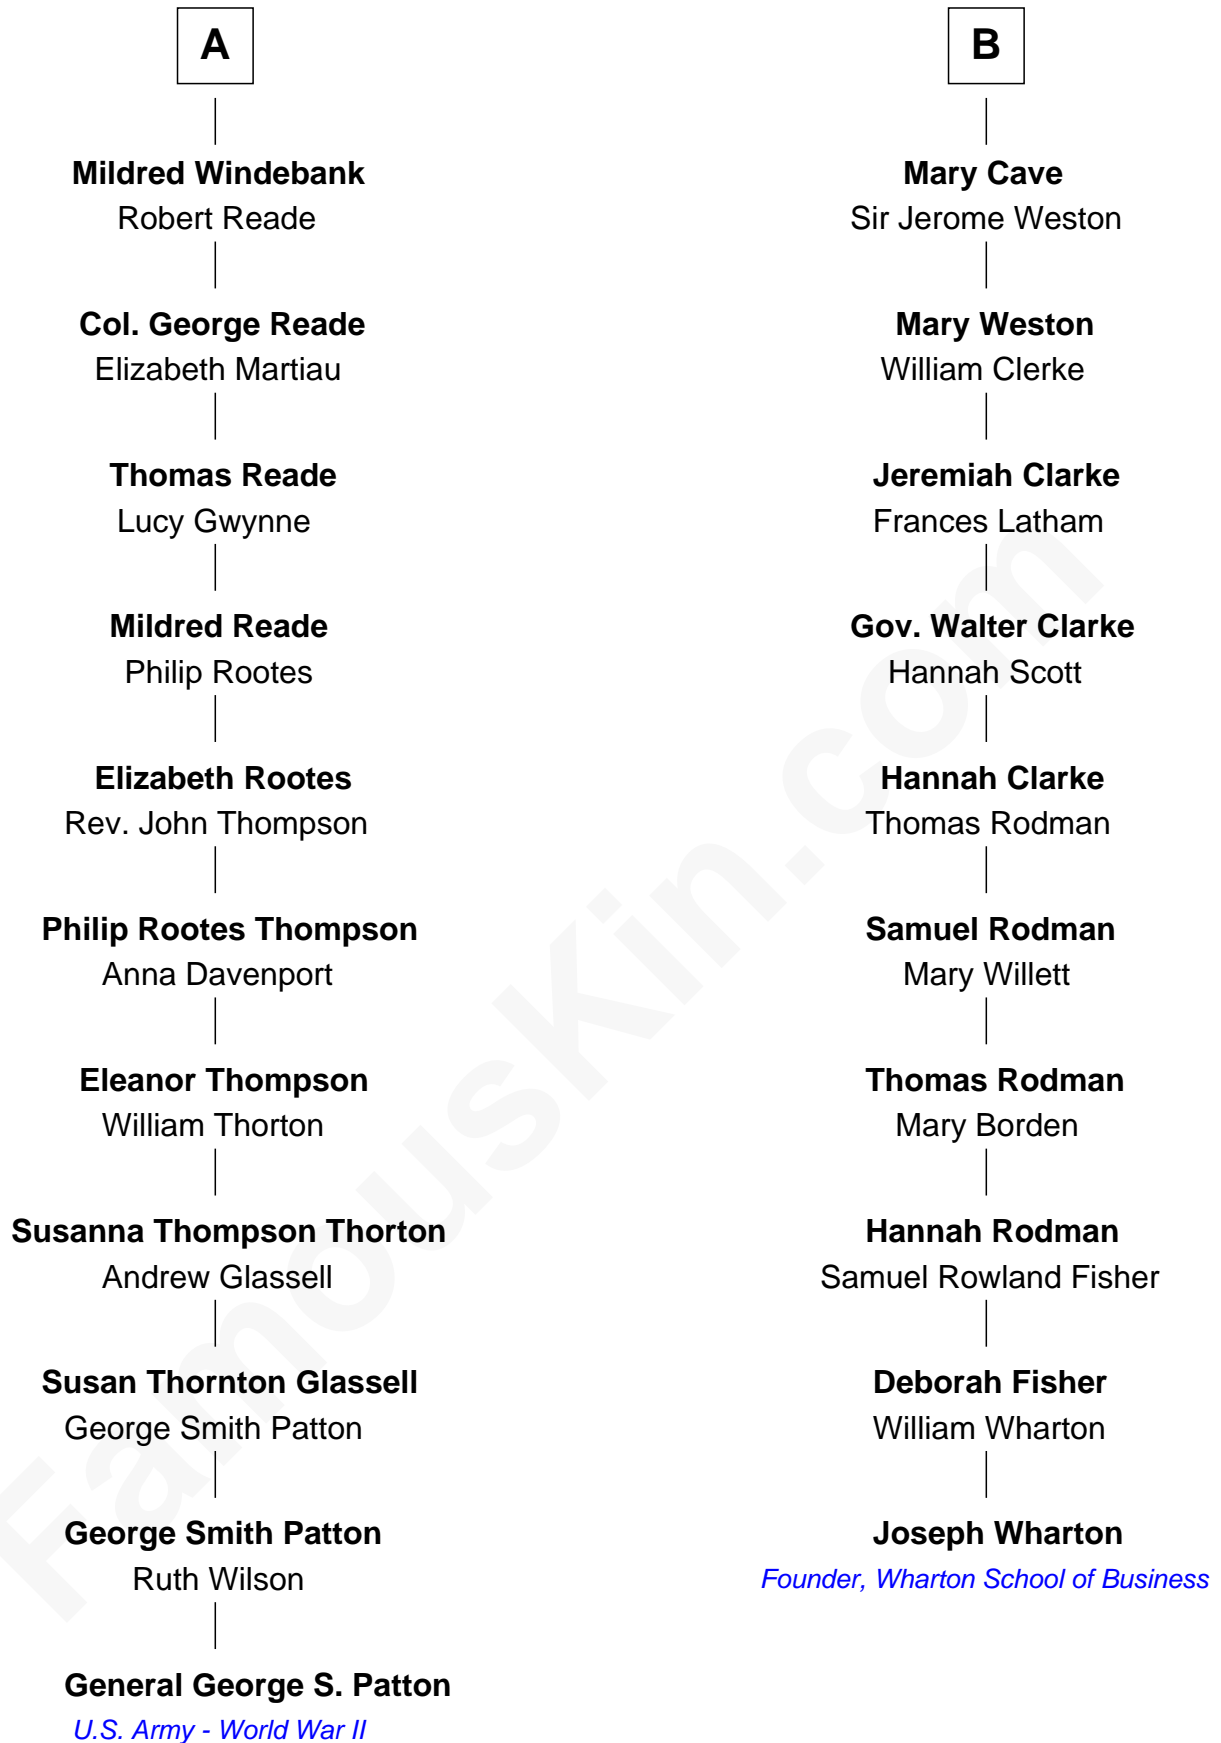 A
Mildred Windebank
Robert Reade
Col. George Reade
Elizabeth Martiau
Thomas Reade
Lucy Gwynne
Mildred Reade
Philip Rootes
Elizabeth Rootes
Rev. John Thompson
Philip Rootes Thompson
Anna Davenport
Eleanor Thompson
William Thorton
Susanna Thompson Thorton
Andrew Glassell
Susan Thornton Glassell
George Smith Patton
George Smith Patton
Ruth Wilson
General George S. Patton
U.S. Army - World War II
B
Mary Cave
Sir Jerome Weston
Mary Weston
William Clerke
Jeremiah Clarke
Frances Latham
Gov. Walter Clarke
Hannah Scott
Hannah Clarke
Thomas Rodman
Samuel Rodman
Mary Willett
Thomas Rodman
Mary Borden
Hannah Rodman
Samuel Rowland Fisher
Deborah Fisher
William Wharton
Joseph Wharton
Founder, Wharton School of Business
FamousKin.com